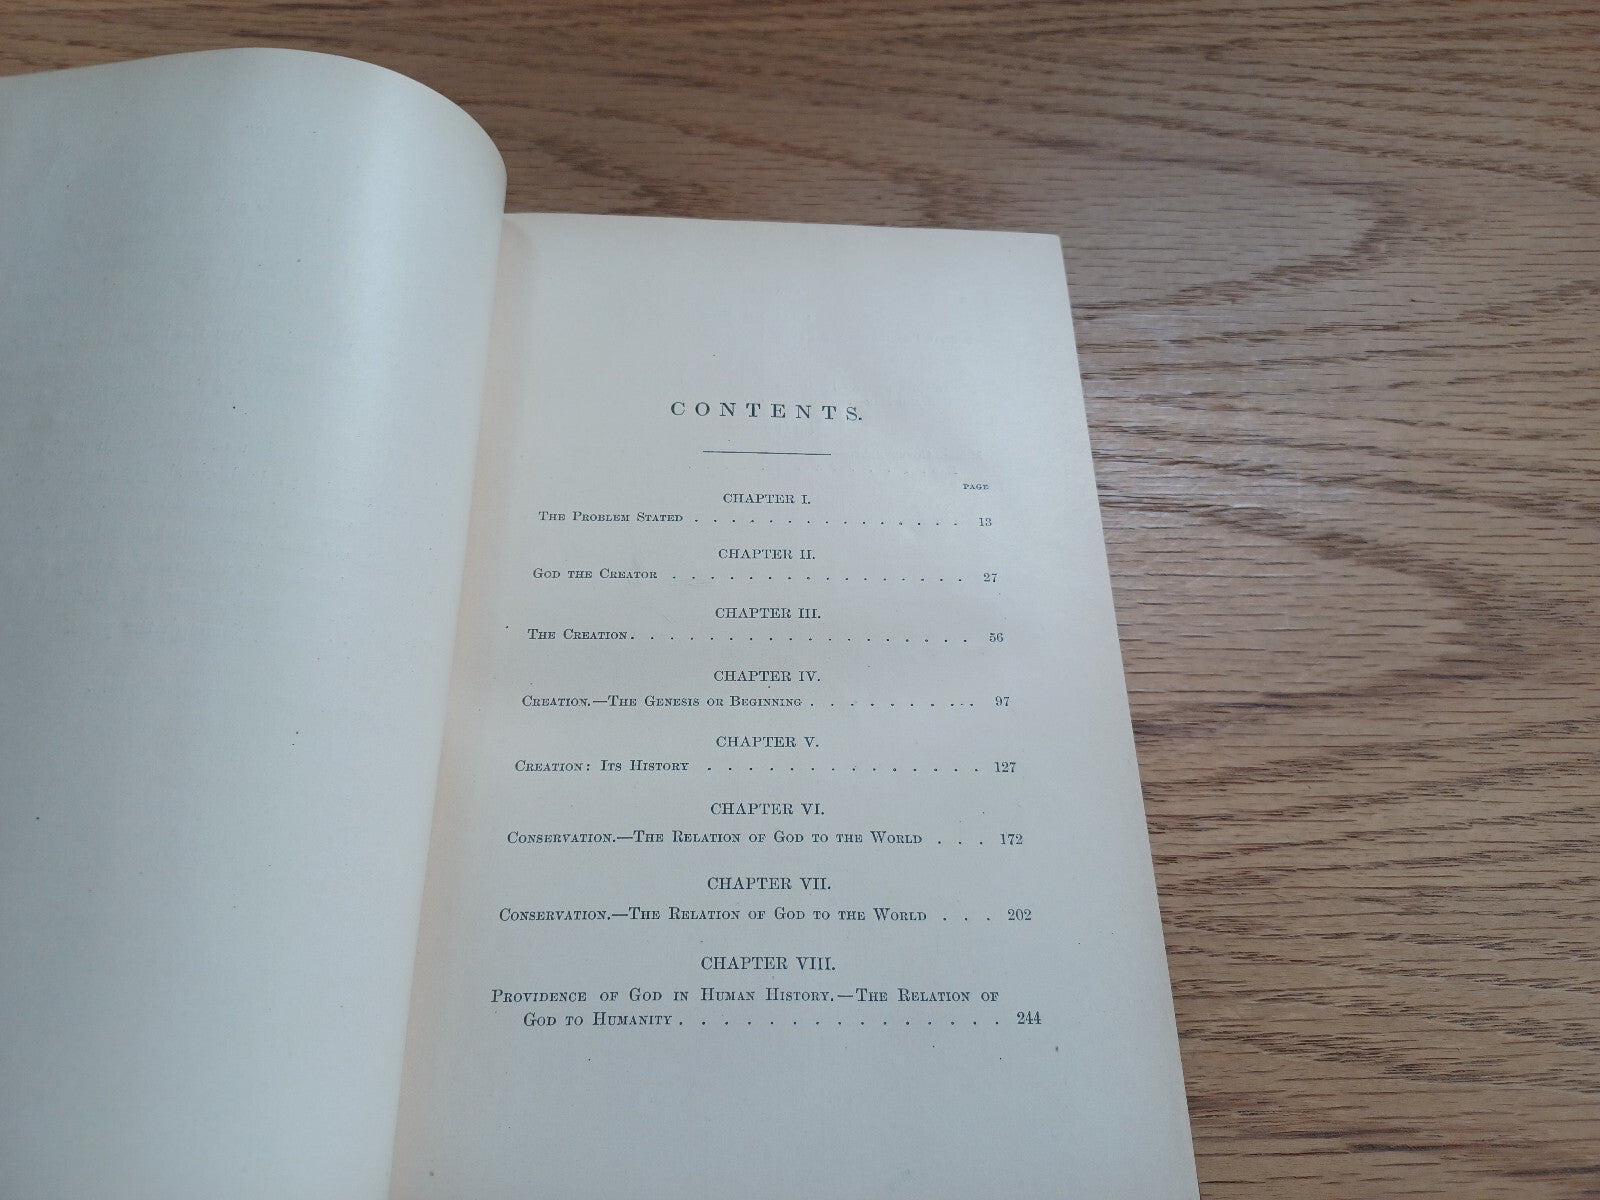 CONTENTS.
PAGE
CHAPTER I.
THE PROBLEM STATED . . . . . . . . . . . . . . . 13
CHAPTER II.
GOD THE CREATOR . . . . . . . . . . . . . . . . 27
CHAPTER III.
THE CREATION. . . . . . . . . . . . . . . . . . 56
CHAPTER IV.
CREATION.—THE GENESIS OR BEGINNING . . . . . . . . . 97
CHAPTER V.
CREATION: ITS HISTORY . . . . . . . . . . . . . . 127
CHAPTER VI.
CONSERVATION.—THE RELATION OF GOD TO THE WORLD . . . 172
CHAPTER VII.
CONSERVATION.—THE RELATION OF GOD TO THE WORLD . . . 202
CHAPTER VIII.
PROVIDENCE OF GOD IN HUMAN HISTORY.—THE RELATION OF
GOD TO HUMANITY . . . . . . . . . . . . . . . 244